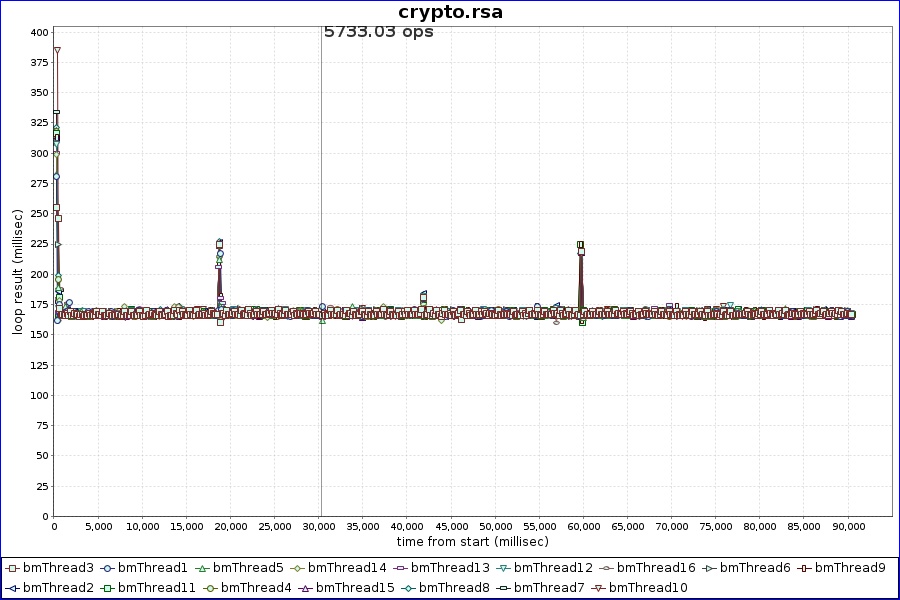 crypto.rsa
5733.03 ops
400
375
350
325
300
275
250
225
200
175
150
125
100
75
50
25
0
loop result (millisec)
0 5,000 10,000 15,000 20,000 25,000 30,000 35,000 40,000 45,000 50,000 55,000 60,000 65,000 70,000 75,000 80,000 85,000 90,000
time from start (millisec)
bmThread3 bmThread1 bmThread5 bmThread14 bmThread13 bmThread12 bmThread16 bmThread6 bmThread9
bmThread2 bmThread11 bmThread4 bmThread15 bmThread8 bmThread7 bmThread10